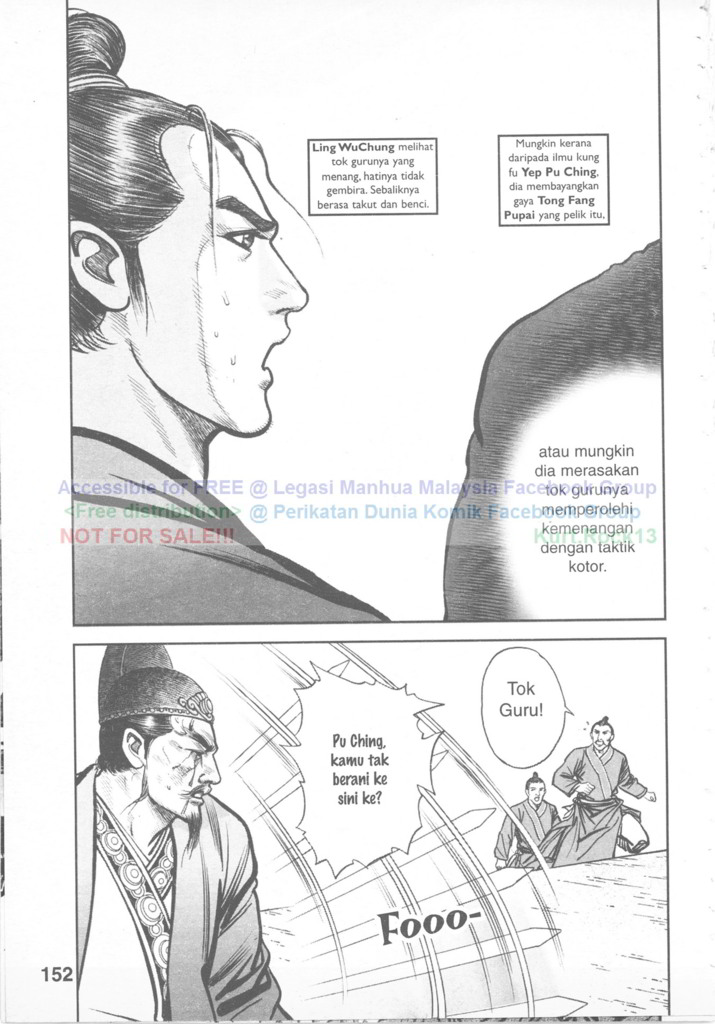 Ling WuChung melihat
tok gurunya yang
menang, hatinya tidak
gembira. Sebaliknya
berasa takut dan benci.
Mungkin kerana
daripada ilmu kung
fu Yep Pu Ching,
dia membayangkan
gaya Tong Fang
Pupai yang pelik itu,
atau mungkin
dia merasakan
tok gurunya
memperolehi
kemenangan
dengan taktik
kotor.
Accessible for FREE @ Legasi Manhua Malaysia Facebook Group
<Free distribution> @ Perikatan Dunia Komik Facebook Group
NOT FOR SALE!!! Kurt.Rock13
Pu Ching,
kamu tak
berani ke
sini ke?
Tok
Guru!
Fooo-
152